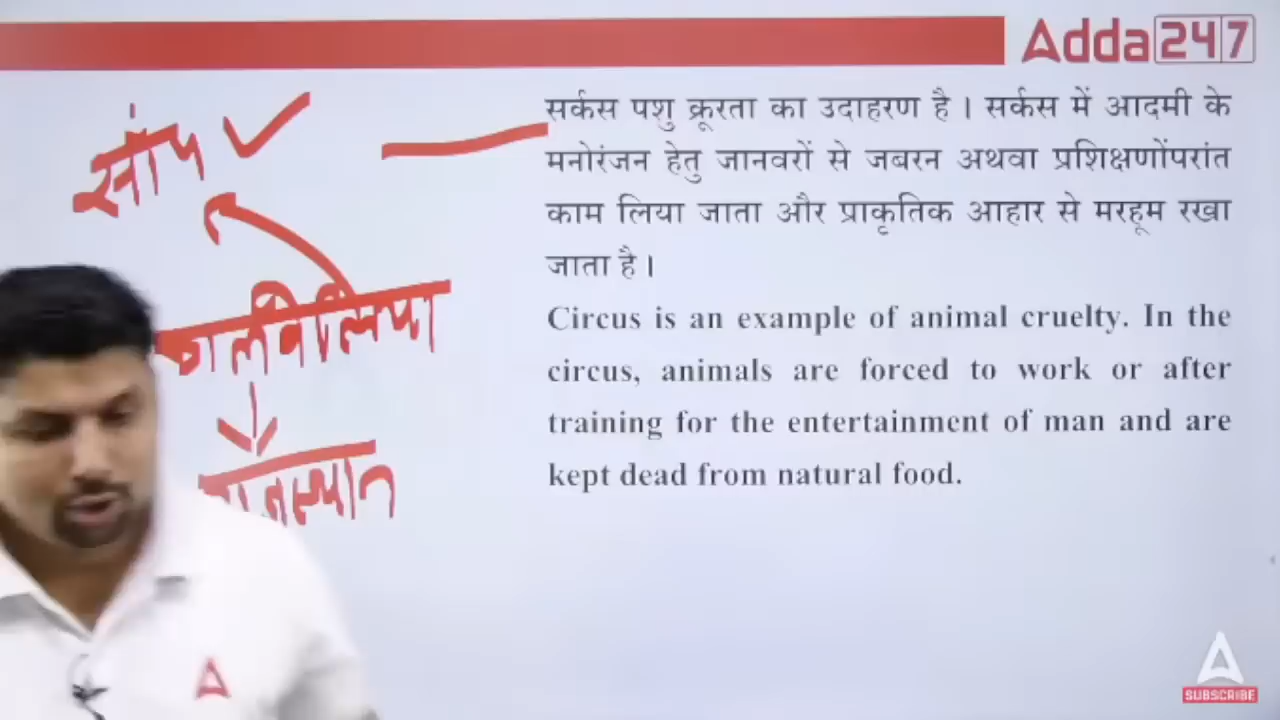 Adda247
सांप
सर्कस पशु क्रूरता का उदाहरण है । सर्कस में आदमी के
मनोरंजन हेतु जानवरों से जबरन अथवा प्रशिक्षणोंपरांत
काम लिया जाता और प्राकृतिक आहार से मरहूम रखा
जाता है ।
Circus is an example of animal cruelty. In the
circus, animals are forced to work or after
training for the entertainment of man and are
kept dead from natural food.
SUBSCRIBE